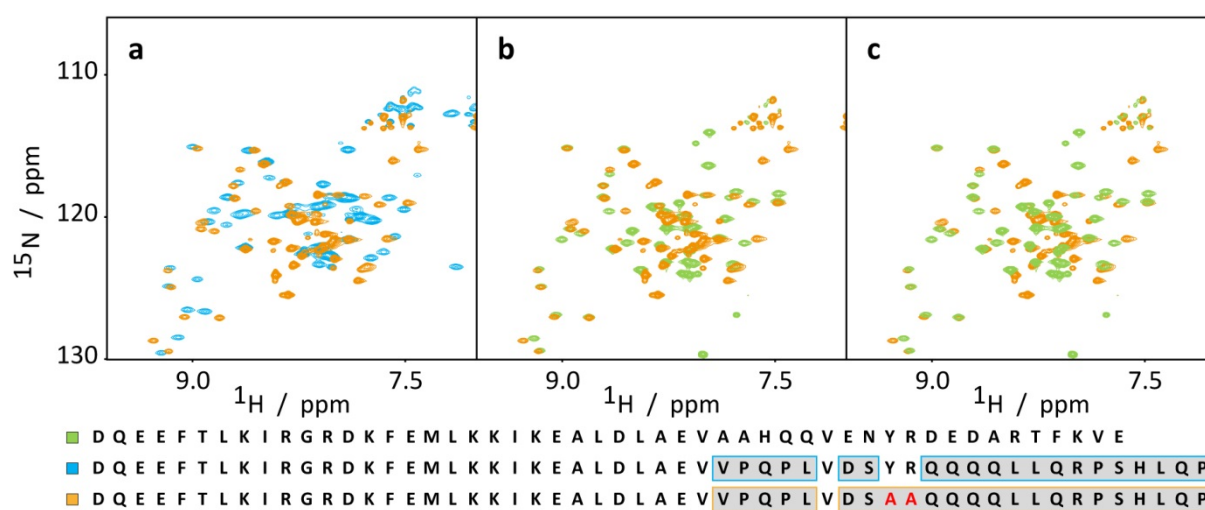 a b c
110
120
130
15N / ppm
9.0 7.5 9.0 7.5 9.0 7.5
1H / ppm 1H / ppm 1H / ppm
D Q E E F T L K I R G R D K F E M L K K I K E A L D L A E V A A H Q Q V E N Y R D E D A R T F K V E
D Q E E F T L K I R G R D K F E M L K K I K E A L D L A E V V P Q P L V D S Y R Q Q Q Q L L Q R P S H L Q P
D Q E E F T L K I R G R D K F E M L K K I K E A L D L A E V V P Q P L V D S A A Q Q Q Q L L Q R P S H L Q P